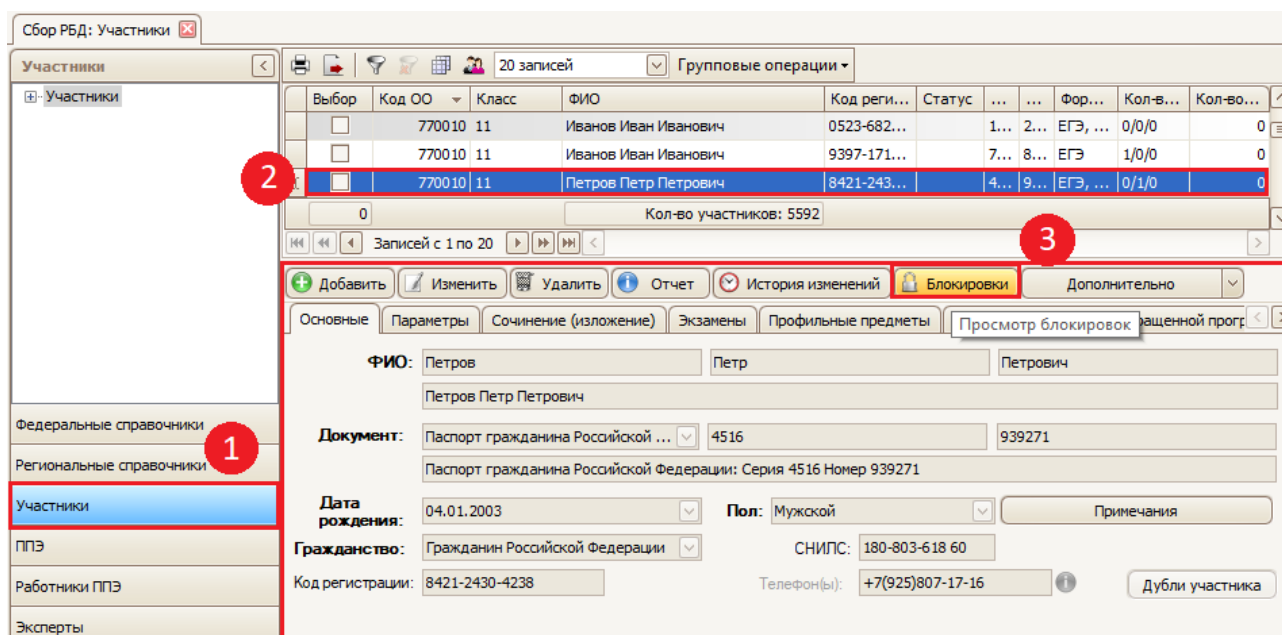 Сбор РБД: Участники
Участники
20 записей
Групповые операции
Участники
Выбор Код ОО Класс ФИО Код реги... Статус ... ... Фор... Кол-в... Кол-во...
770010 11 Иванов Иван Иванович 0523-682... 1... 2... ЕГЭ, ... 0/0/0 0
770010 11 Иванов Иван Иванович 9397-171... 7... 8... ЕГЭ 1/0/0 0
2
770010 11 Петров Петр Петрович 8421-243... 4... 9... ЕГЭ, ... 0/1/0 0
0 Кол-во участников: 5592
Записей с 1 по 20
3
Добавить Изменить Удалить Отчет История изменений Блокировки Дополнительно
Основные Параметры Сочинение (изложение) Экзамены Профильные предметы Просмотр блокировок ращенной прогр
ФИО: Петров Петр Петрович
Петров Петр Петрович
Документ: Паспорт гражданина Российской ... 4516 939271
Паспорт гражданина Российской Федерации: Серия 4516 Номер 939271
Дата рождения: 04.01.2003 Пол: Мужской Примечания
Гражданство: Гражданин Российской Федерации СНИЛС: 180-803-618 60
Код регистрации: 8421-2430-4238 Телефон(ы): +7(925)807-17-16 Дубли участника
Федеральные справочники
1
Региональные справочники
Участники
ППЭ
Работники ППЭ
Эксперты